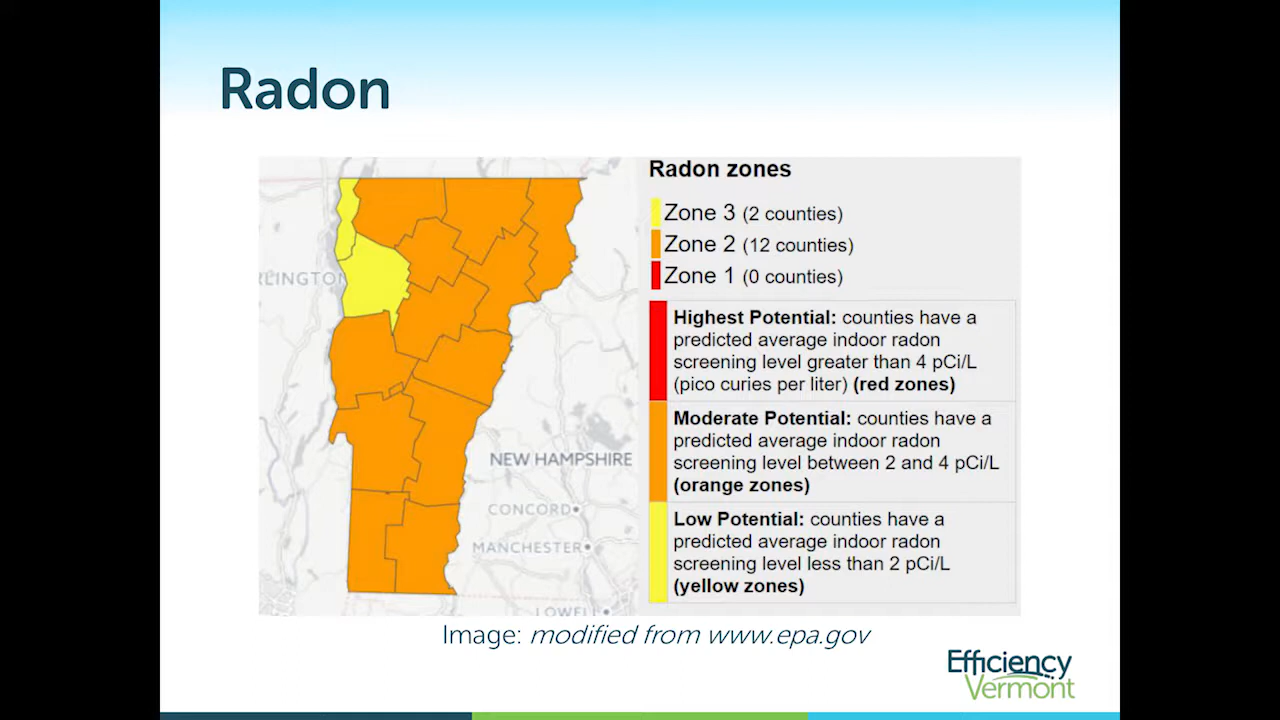 Radon
Radon zones
Zone 3 (2 counties)
Zone 2 (12 counties)
Zone 1 (0 counties)
Highest Potential: counties have a
predicted average indoor radon
screening level greater than 4 pCi/L
(pico curies per liter) (red zones)
Moderate Potential: counties have a
predicted average indoor radon
screening level between 2 and 4 pCi/L
(orange zones)
Low Potential: counties have a
predicted average indoor radon
screening level less than 2 pCi/L
(yellow zones)
RLINGTON
NEW HAMPSHIRE
CONCORD
MANCHESTER
LOWELL
Image: modified from www.epa.gov
Efficiency
Vermont